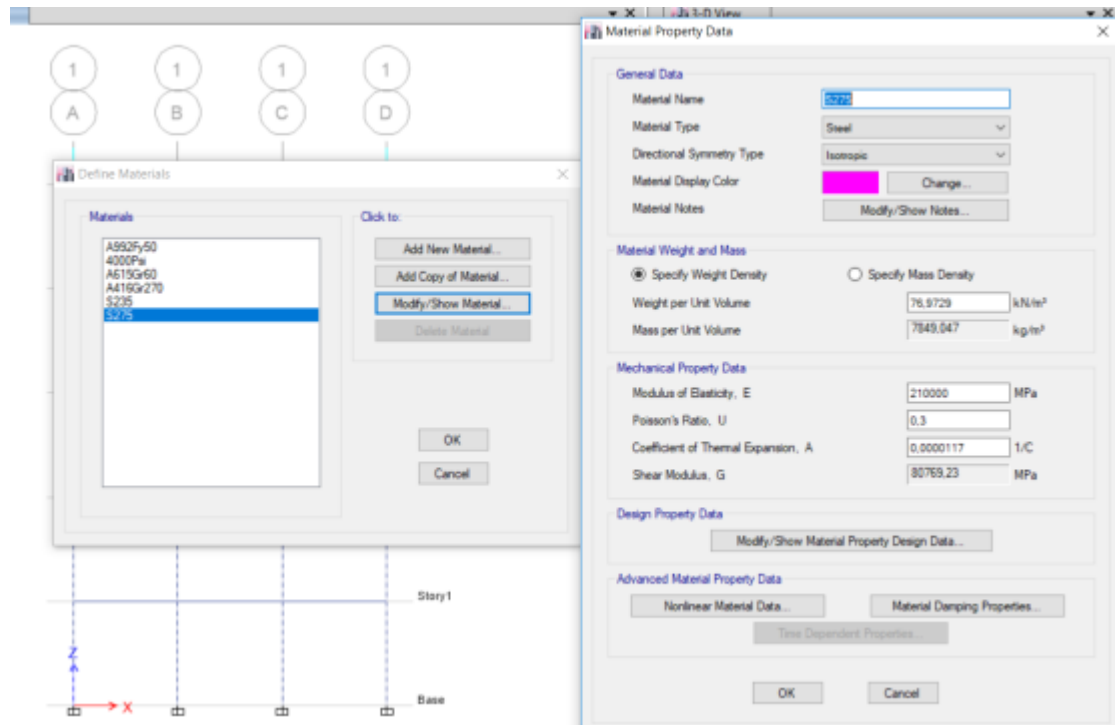 3-D View
Material Property Data
1 1 1 1
A B C D
General Data
Material Name S275
Material Type Steel
Directional Symmetry Type Isotropic
Material Display Color Change...
Material Notes Modify/Show Notes...
Material Weight and Mass
Specify Weight Density Specify Mass Density
Weight per Unit Volume 76,9729 kN/m³
Mass per Unit Volume 7849,047 kg/m³
Mechanical Property Data
Modulus of Elasticity, E 210000 MPa
Poisson's Ratio, U 0,3
Coefficient of Thermal Expansion, A 0,0000117 1/C
Shear Modulus, G 80769,23 MPa
Design Property Data
Modify/Show Material Property Design Data...
Advanced Material Property Data
Nonlinear Material Data... Material Damping Properties...
Time Dependent Properties...
OK Cancel
Define Materials
Materials
A992Fy50
4000Psi
A615Gr60
A416Gr270
S235
S275
Click to:
Add New Material...
Add Copy of Material...
Modify/Show Material...
Delete Material
OK
Cancel
Story1
Z
X
Base